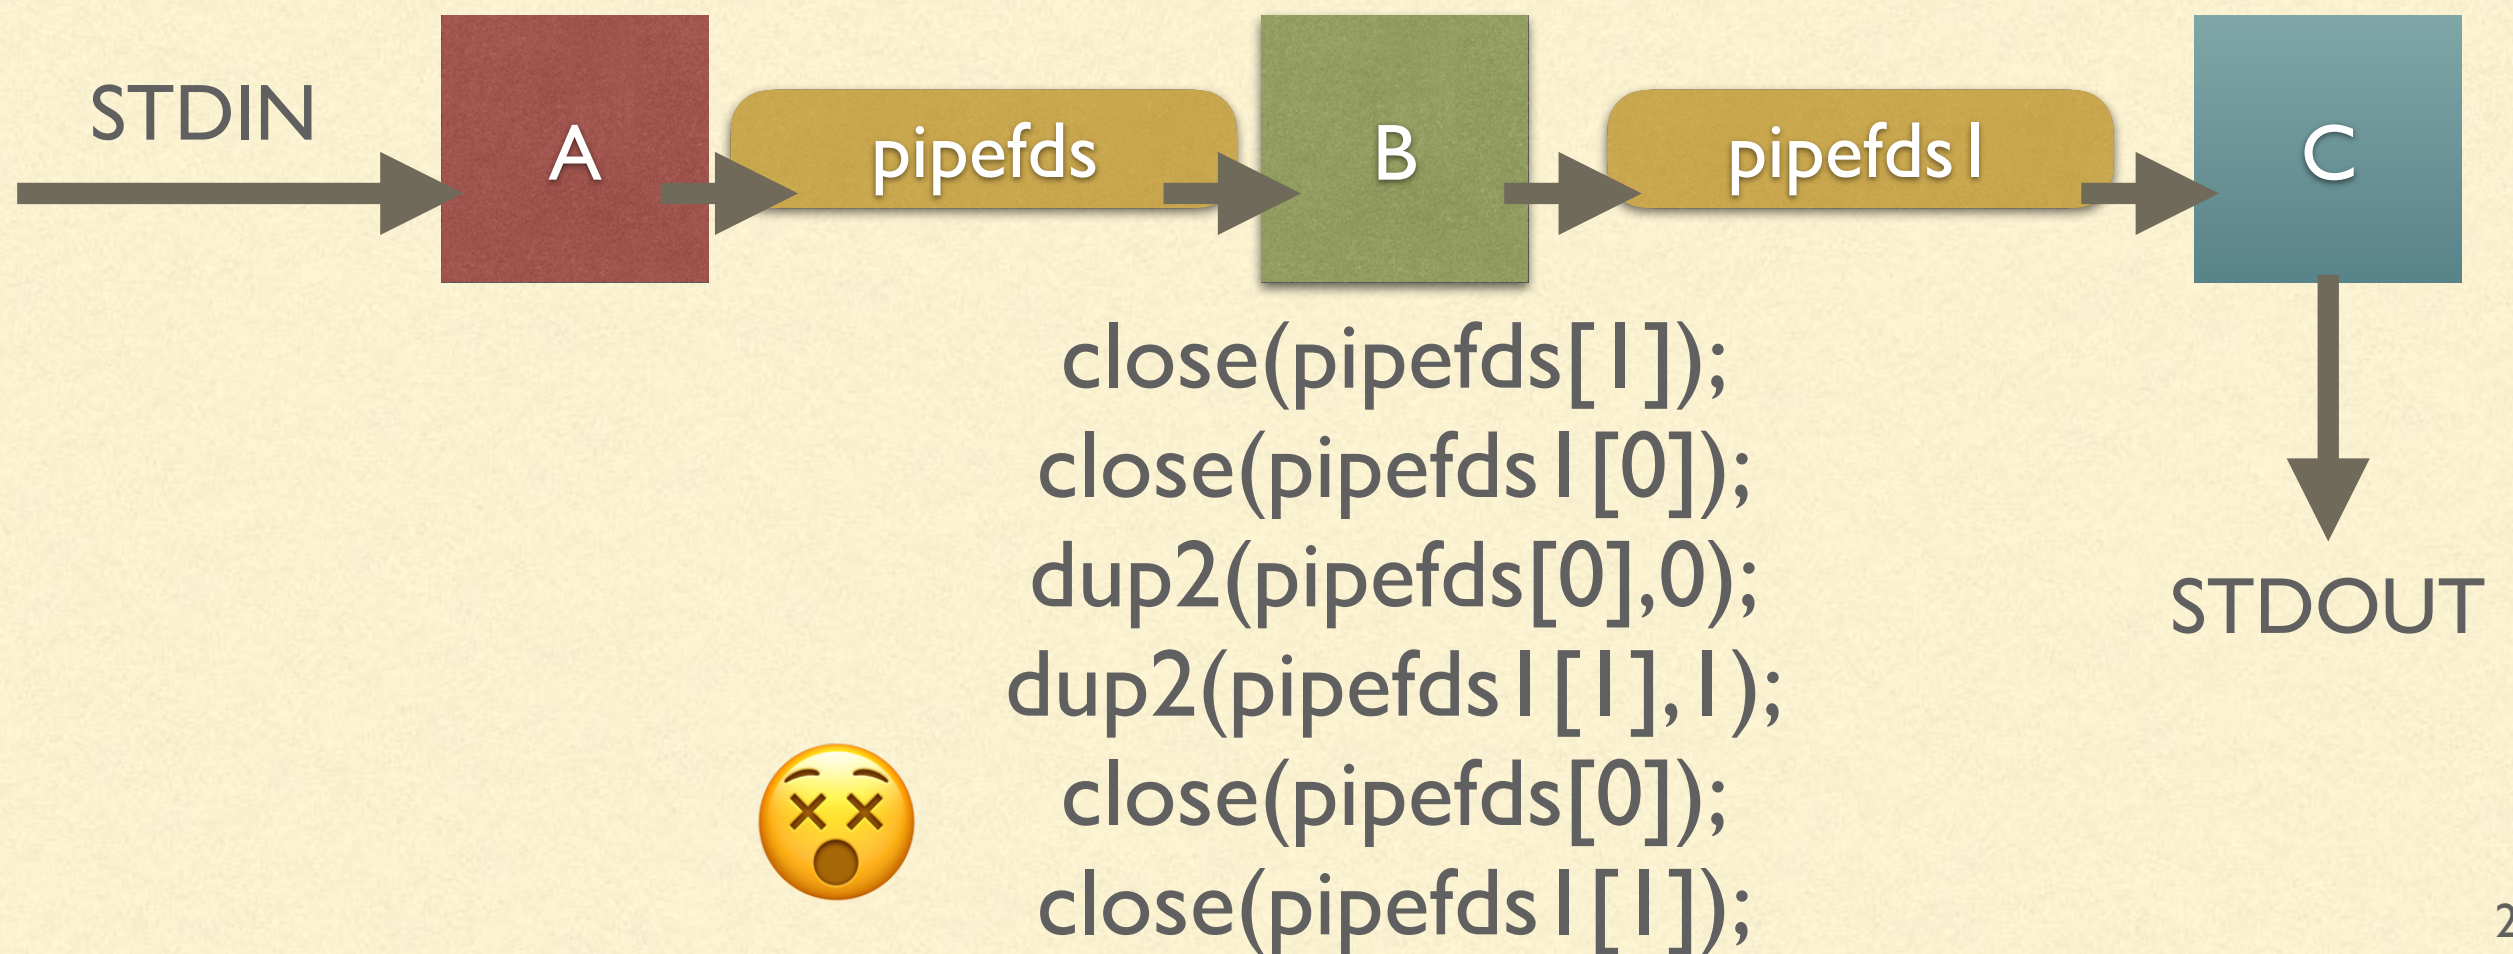 STDIN
A
pipefds
B
pipefds1
C
close(pipefds[1]);
close(pipefds1[0]);
dup2(pipefds[0],0);
dup2(pipefds1[1],1);
close(pipefds[0]);
close(pipefds1[1]);
STDOUT
2